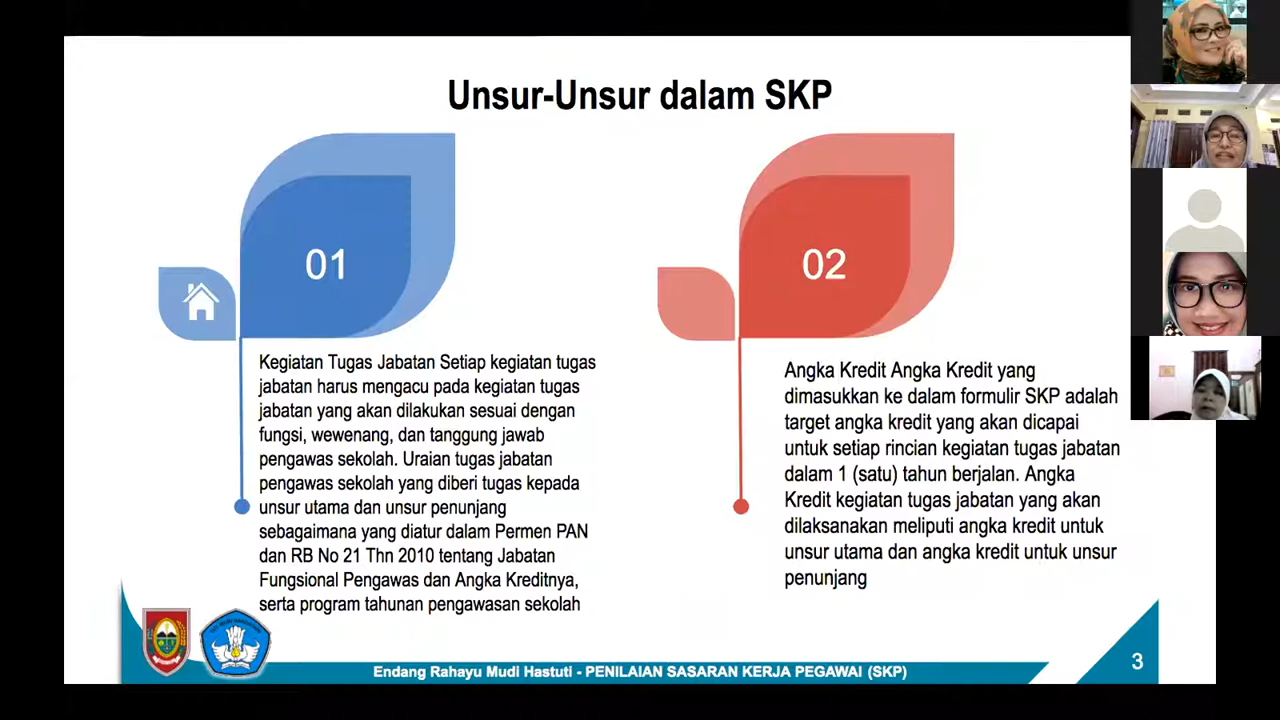 Unsur-Unsur dalam SKP
01
Kegiatan Tugas Jabatan Setiap kegiatan tugas
jabatan harus mengacu pada kegiatan tugas
jabatan yang akan dilakukan sesuai dengan
fungsi, wewenang, dan tanggung jawab
pengawas sekolah. Uraian tugas jabatan
pengawas sekolah yang diberi tugas kepada
unsur utama dan unsur penunjang
sebagaimana yang diatur dalam Permen PAN
dan RB No 21 Thn 2010 tentang Jabatan
Fungsional Pengawas dan Angka Kreditnya,
serta program tahunan pengawasan sekolah
02
Angka Kredit Angka Kredit yang
dimasukkan ke dalam formulir SKP adalah
target angka kredit yang akan dicapai
untuk setiap rincian kegiatan tugas jabatan
dalam 1 (satu) tahun berjalan. Angka
Kredit kegiatan tugas jabatan yang akan
dilaksanakan meliputi angka kredit untuk
unsur utama dan angka kredit untuk unsur
penunjang
Endang Rahayu Mudi Hastuti - PENILAIAN SASARAN KERJA PEGAWAI (SKP)
3